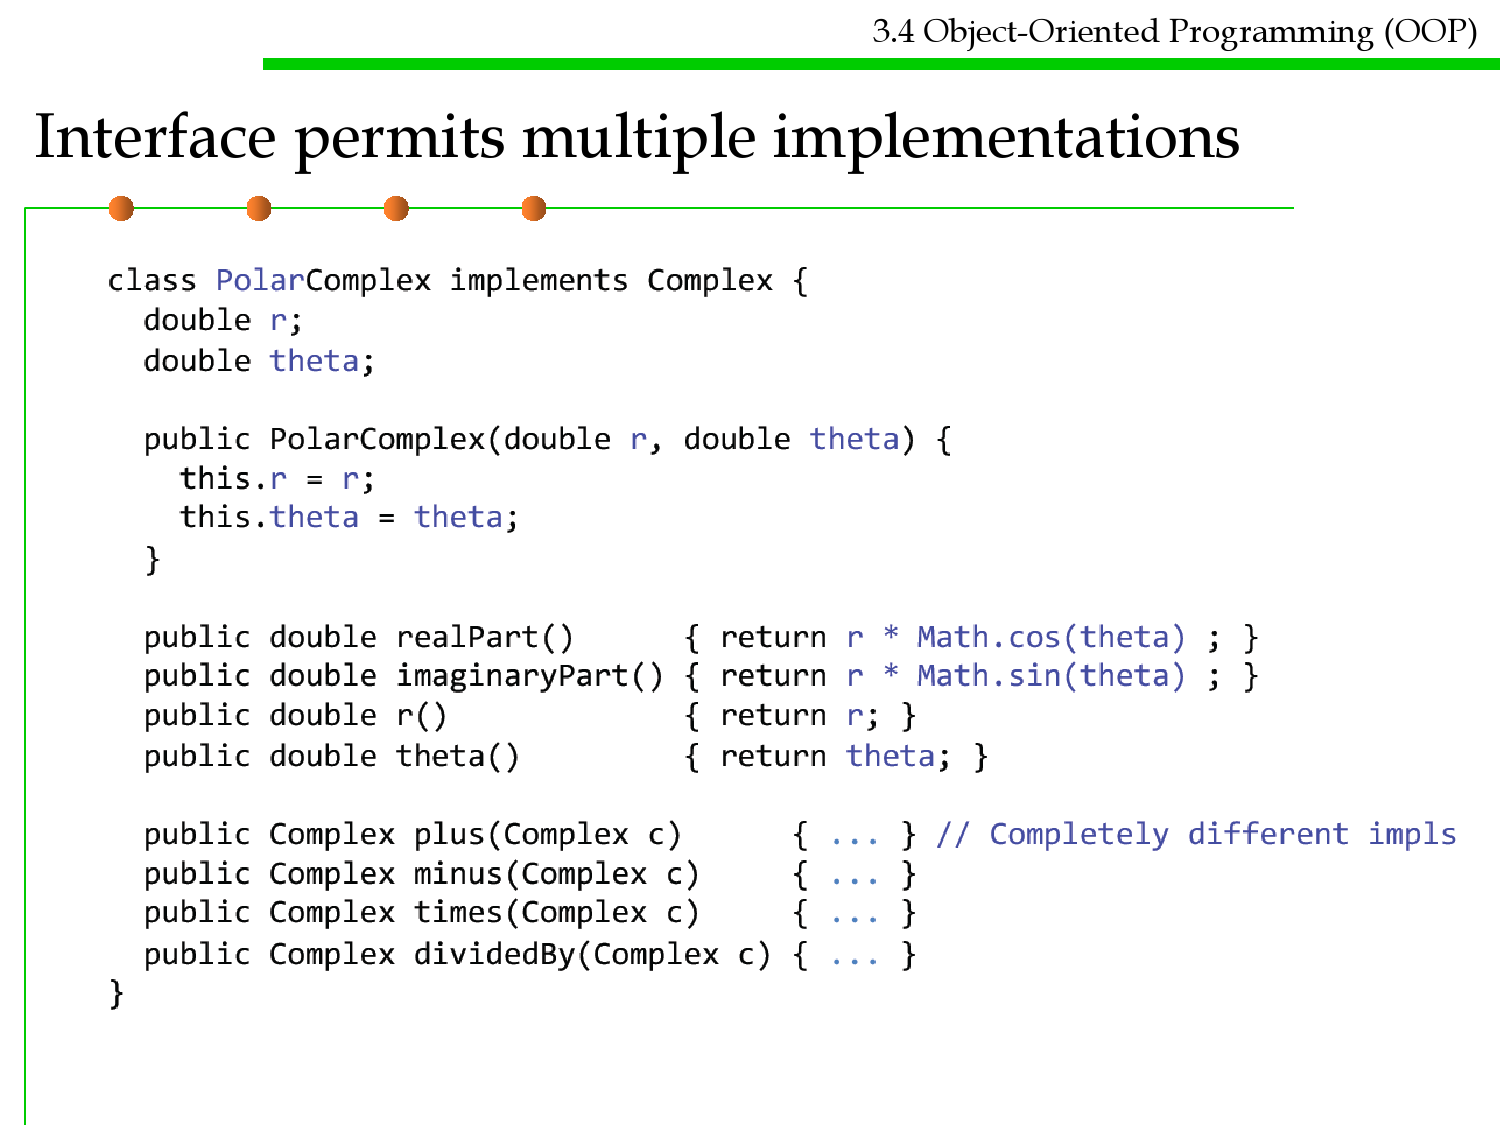 3.4 Object-Oriented Programming (OOP)
Interface permits multiple implementations
class PolarComplex implements Complex {
  double r;
  double theta;

  public PolarComplex(double r, double theta) {
    this.r = r;
    this.theta = theta;
  }

  public double realPart()      { return r * Math.cos(theta) ; }
  public double imaginaryPart() { return r * Math.sin(theta) ; }
  public double r()             { return r; }
  public double theta()         { return theta; }

  public Complex plus(Complex c)      { ... } // Completely different impls
  public Complex minus(Complex c)     { ... }
  public Complex times(Complex c)     { ... }
  public Complex dividedBy(Complex c) { ... }
}